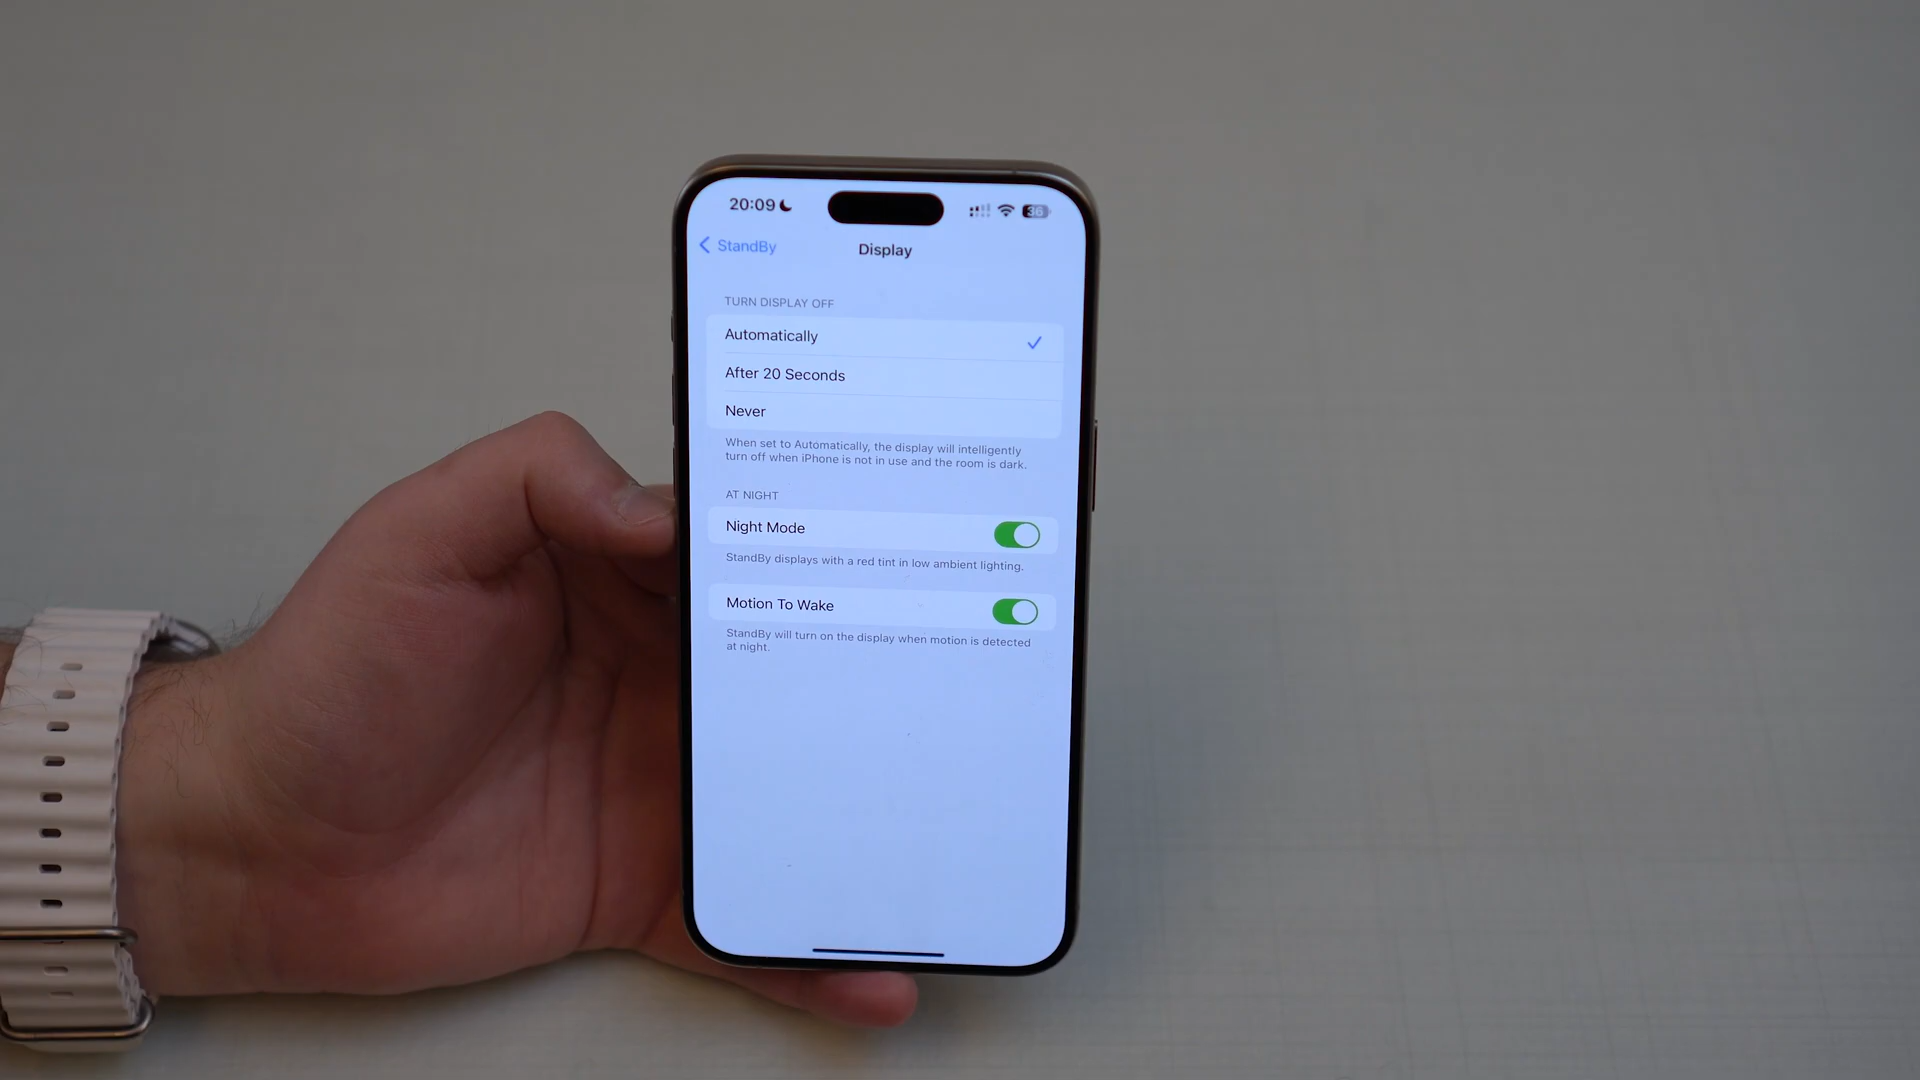 20:09
36
StandBy
Display
TURN DISPLAY OFF
Automatically
After 20 Seconds
Never
When set to Automatically, the display will intelligently
turn off when iPhone is not in use and the room is dark.
AT NIGHT
Night Mode
StandBy displays with a red tint in low ambient lighting.
Motion To Wake
StandBy will turn on the display when motion is detected
at night.